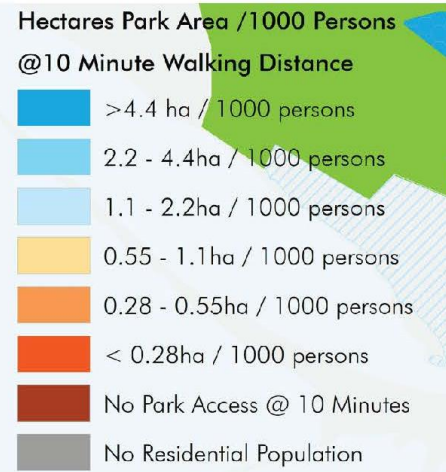 Hectares Park Area /1000 Persons
@10 Minute Walking Distance
>4.4 ha / 1000 persons
2.2 - 4.4ha / 1000 persons
1.1 - 2.2ha / 1000 persons
0.55 - 1.1ha / 1000 persons
0.28 - 0.55ha / 1000 persons
< 0.28ha / 1000 persons
No Park Access @ 10 Minutes
No Residential Population